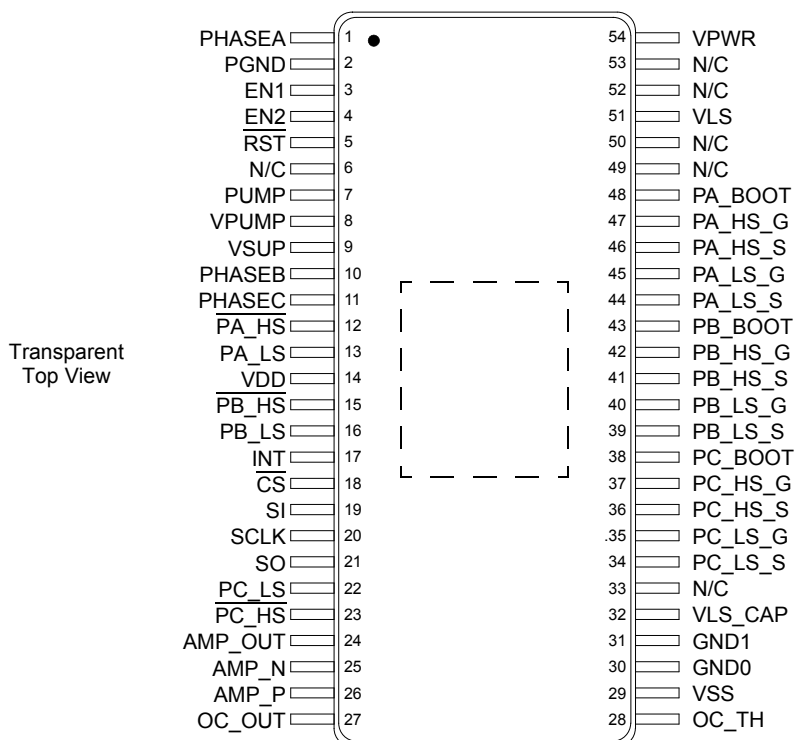 PHASEA 1 54 VPWR
PGND 2 53 N/C
EN1 3 52 N/C
EN2 4 51 VLS
RST 5 50 N/C
N/C 6 49 N/C
PUMP 7 48 PA_BOOT
VPUMP 8 47 PA_HS_G
VSUP 9 46 PA_HS_S
PHASEB 10 45 PA_LS_G
PHASEC 11 44 PA_LS_S
PA_HS 12 43 PB_BOOT
Transparent
Top View
PA_LS 13 42 PB_HS_G
VDD 14 41 PB_HS_S
PB_HS 15 40 PB_LS_G
PB_LS 16 39 PB_LS_S
INT 17 38 PC_BOOT
CS 18 37 PC_HS_G
SI 19 36 PC_HS_S
SCLK 20 .35 PC_LS_G
SO 21 34 PC_LS_S
PC_LS 22 33 N/C
PC_HS 23 32 VLS_CAP
AMP_OUT 24 31 GND1
AMP_N 25 30 GND0
AMP_P 26 29 VSS
OC_OUT 27 28 OC_TH